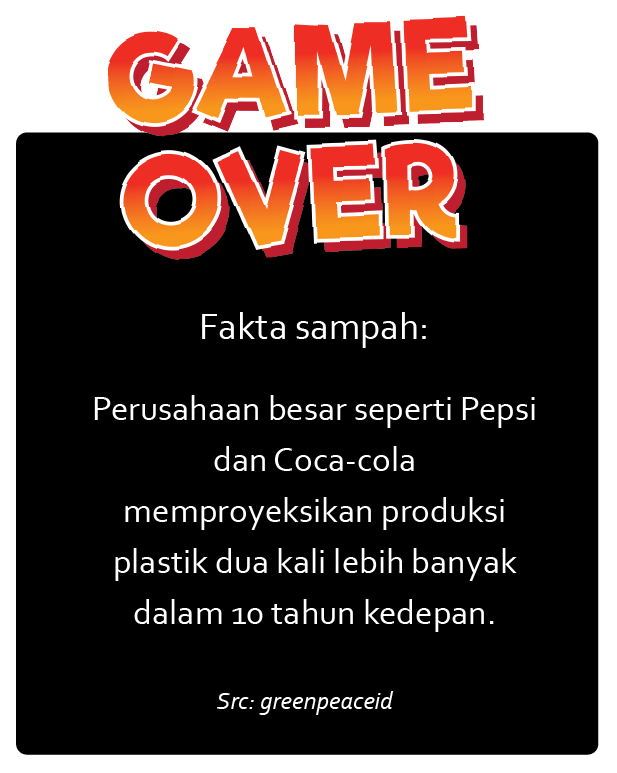 GAME
OVER
Fakta sampah:
Perusahaan besar seperti Pepsi
dan Coca-cola
memproyeksikan produksi
plastik dua kali lebih banyak
dalam 10 tahun kedepan.
Src: greenpeaceid